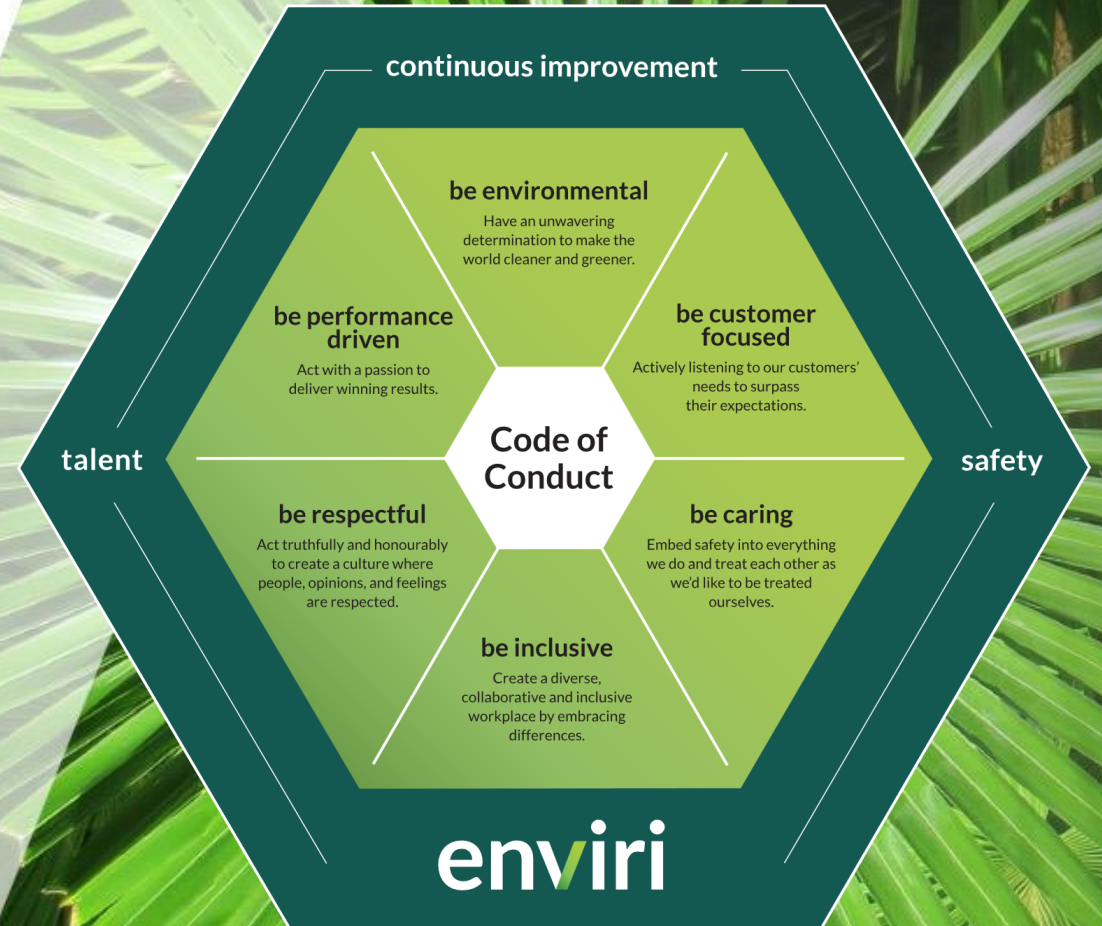 continuous improvement
be environmental
Have an unwavering
determination to make the
world cleaner and greener.
be customer
focused
Actively listening to our customers'
needs to surpass
their expectations.
be performance
driven
Act with a passion to
deliver winning results.
Code of
Conduct
talent
safety
be respectful
Act truthfully and honourably
to create a culture where
people, opinions, and feelings
are respected.
be caring
Embed safety into everything
we do and treat each other as
we'd like to be treated
ourselves.
be inclusive
Create a diverse,
collaborative and inclusive
workplace by embracing
differences.
enviri